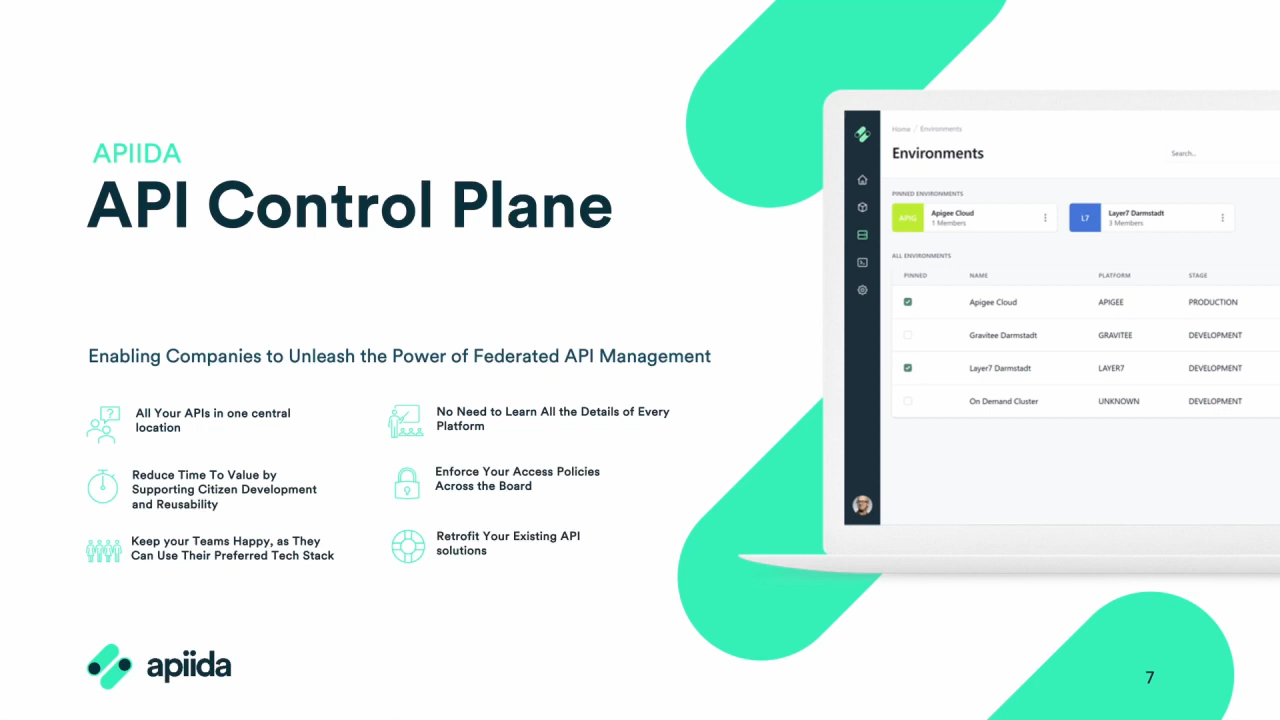 APIIDA
API Control Plane
Enabling Companies to Unleash the Power of Federated API Management
All Your APIs in one central
location
No Need to Learn All the Details of Every
Platform
Reduce Time To Value by
Supporting Citizen Development
and Reusability
Enforce Your Access Policies
Across the Board
Keep your Teams Happy, as They
Can Use Their Preferred Tech Stack
Retrofit Your Existing API
solutions
apiida
Home / Environments
Environments
Search..
PINNED ENVIRONMENTS
APIG
Apigee Cloud
1 Members
L7
Layer7 Darmstadt
3 Members
ALL ENVIRONMENTS
PINNED NAME PLATFORM STAGE
Apigee Cloud APIGEE PRODUCTION
Gravitee Darmstadt GRAVITEE DEVELOPMENT
Layer7 Darmstadt LAYER7 DEVELOPMENT
On Demand Cluster UNKNOWN DEVELOPMENT
7